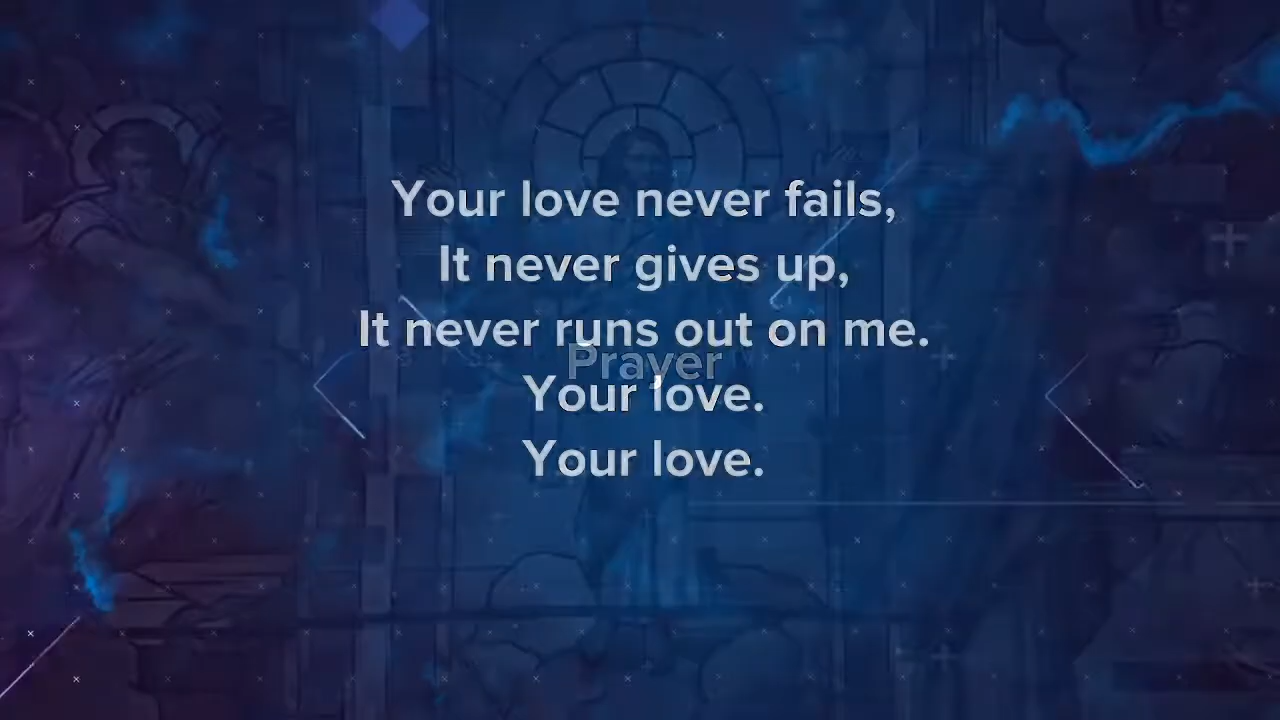 Your love never fails,
It never gives up,
It never runs out on me.
Prayer
Your love.
Your love.